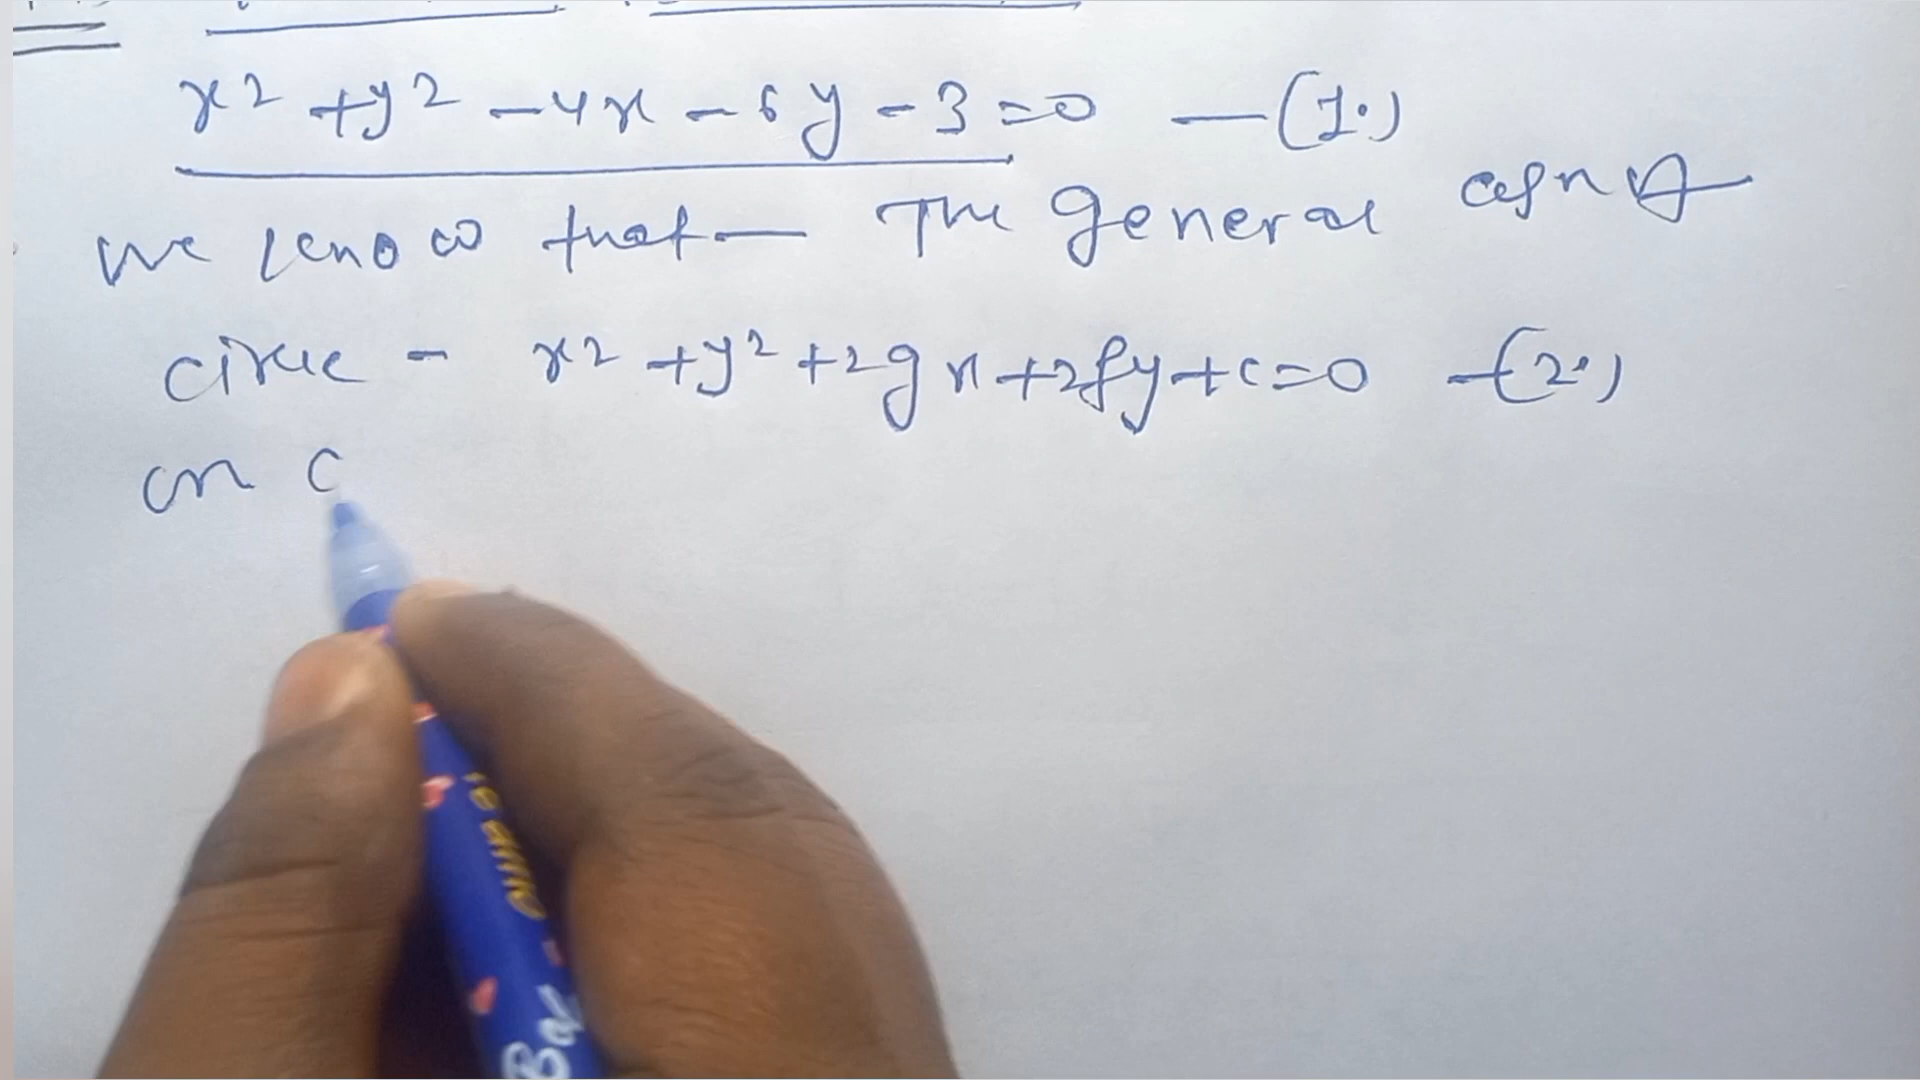 x2 + y2 - 4x - 6y - 3 = 0 - (1.)
we know that - The general eqn of
circle - x2 + y2 + 2gx + 2fy + c = 0 - (2.)
on c